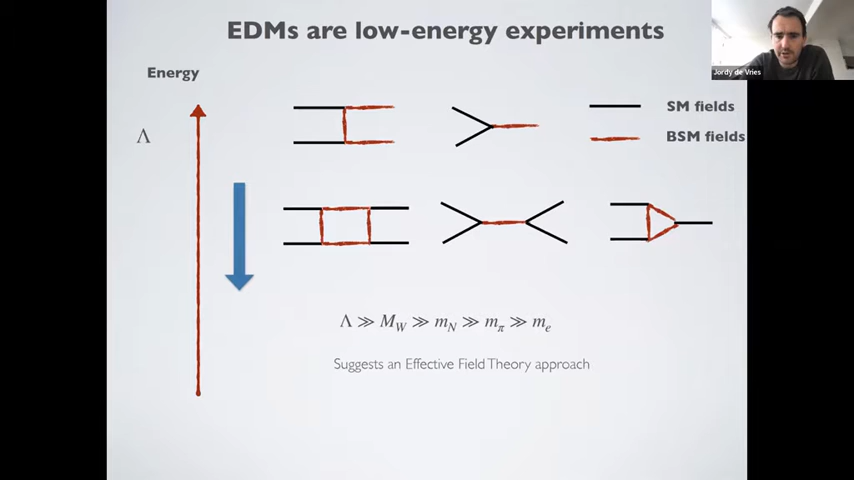 EDMs are low-energy experiments
Jordy de Vries
Energy
Λ
SM fields
BSM fields
Λ ≫ M_W ≫ m_N ≫ m_π ≫ m_e
Suggests an Effective Field Theory approach